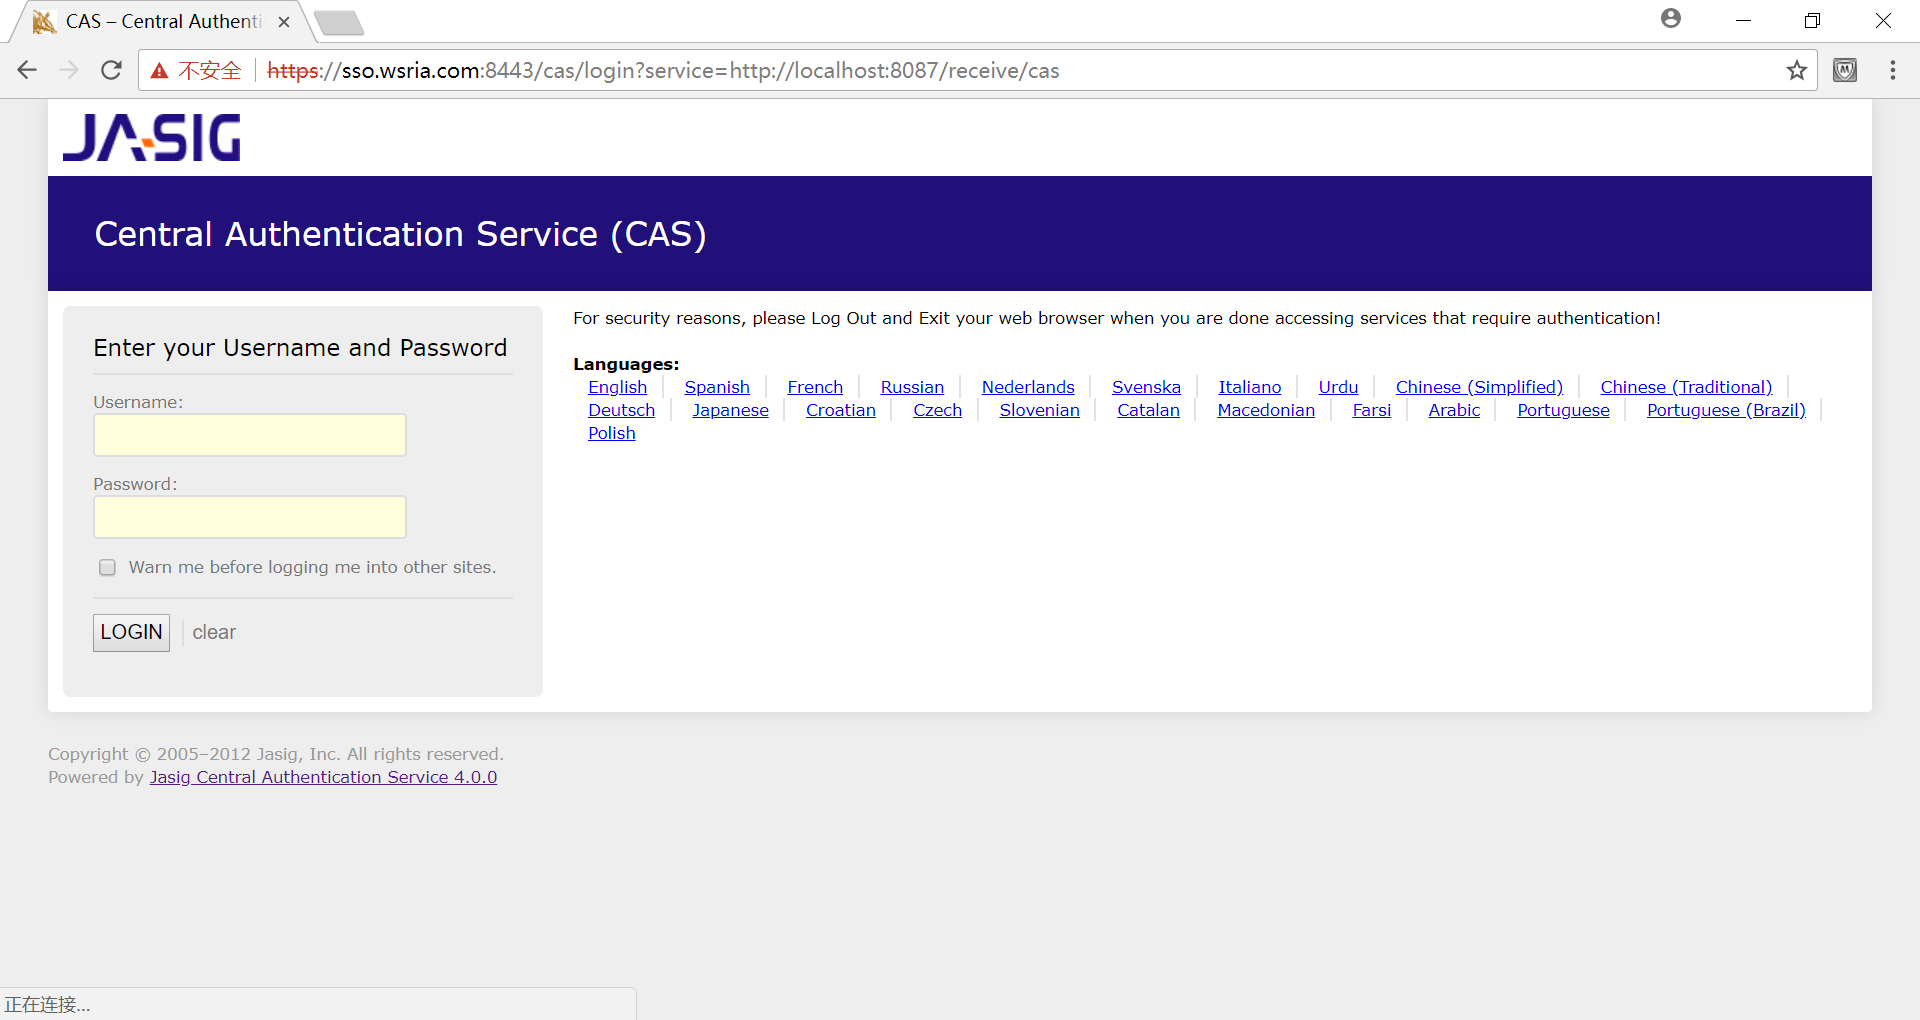 CAS – Central Authenti
不安全 https://sso.wsria.com:8443/cas/login?service=http://localhost:8087/receive/cas
JA-SIG
Central Authentication Service (CAS)
Enter your Username and Password
Username:
Password:
Warn me before logging me into other sites.
LOGIN clear
For security reasons, please Log Out and Exit your web browser when you are done accessing services that require authentication!
Languages:
English Spanish French Russian Nederlands Svenska Italiano Urdu Chinese (Simplified) Chinese (Traditional)
Deutsch Japanese Croatian Czech Slovenian Catalan Macedonian Farsi Arabic Portuguese Portuguese (Brazil)
Polish
Copyright © 2005–2012 Jasig, Inc. All rights reserved.
Powered by Jasig Central Authentication Service 4.0.0
正在连接...